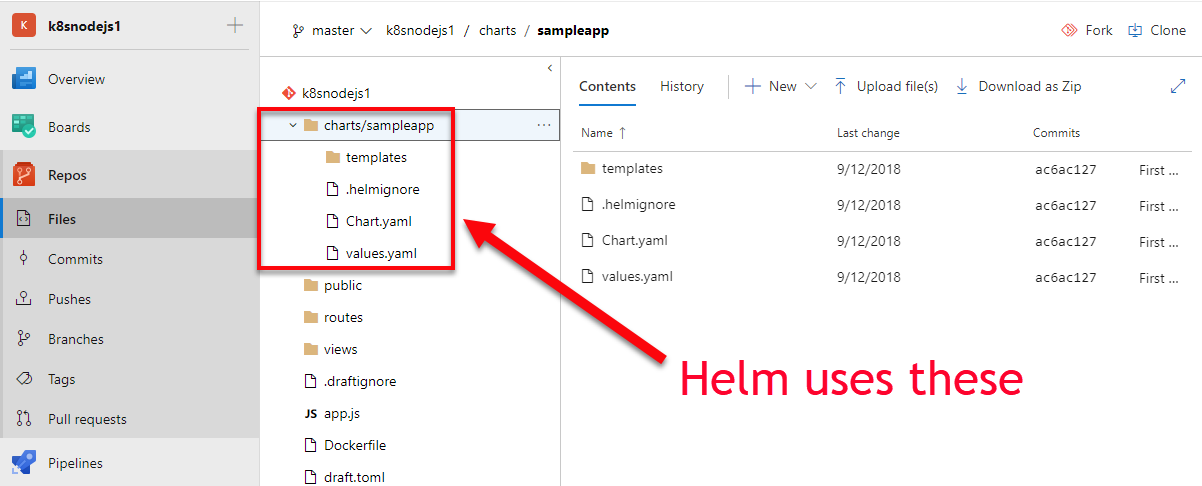 K k8snodejs1
Overview
Boards
Repos
Files
Commits
Pushes
Branches
Tags
Pull requests
Pipelines
master k8snodejs1 / charts / sampleapp
Fork Clone
k8snodejs1
charts/sampleapp ...
templates
.helmignore
Chart.yaml
values.yaml
public
routes
views
.draftignore
JS app.js
Dockerfile
draft.toml
Contents History New Upload file(s) Download as Zip
Name ↑ Last change Commits
templates 9/12/2018 ac6ac127 First ...
.helmignore 9/12/2018 ac6ac127 First ...
Chart.yaml 9/12/2018 ac6ac127 First ...
values.yaml 9/12/2018 ac6ac127 First ...
Helm uses these